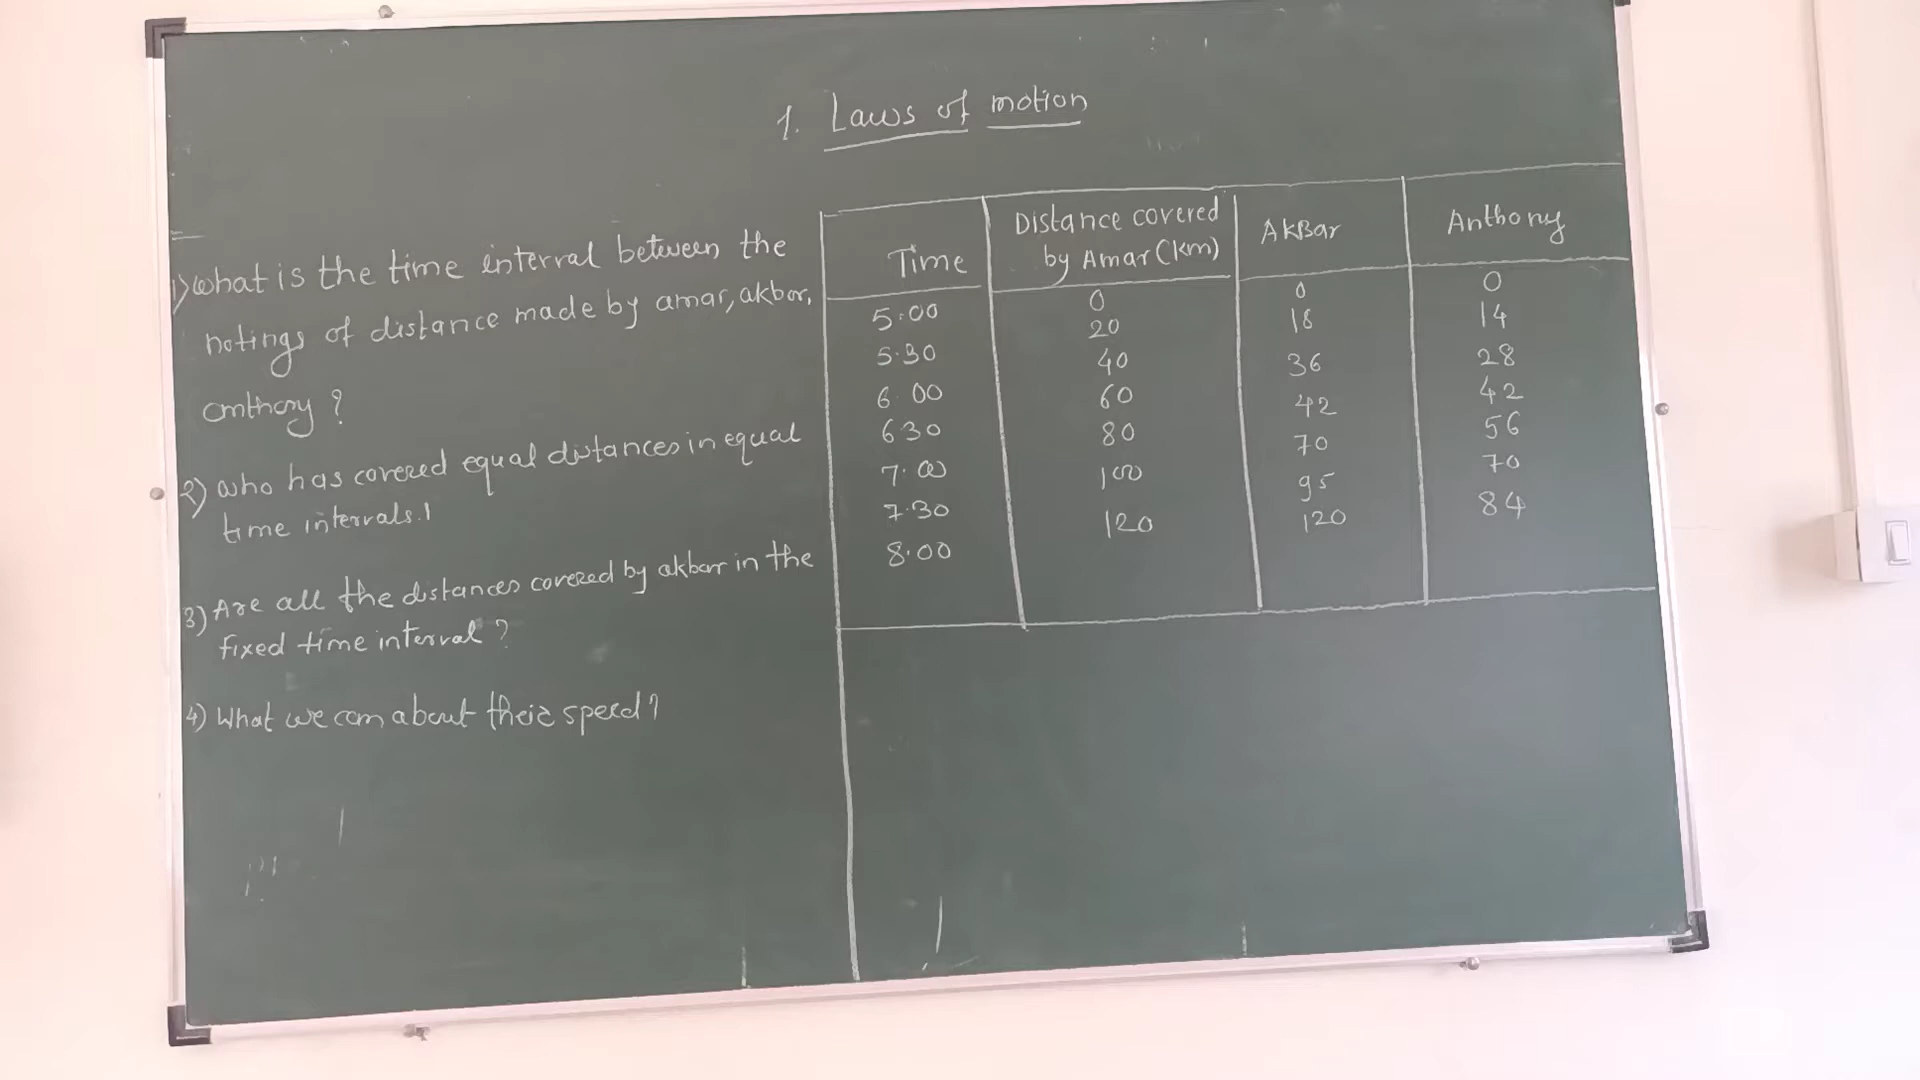 1. Laws of motion
1) What is the time interval between the
notings of distance made by amar, akbar,
anthony ?
2) who has covered equal distances in equal
time intervals.1
3) Are all the distances covered by akbar in the
fixed time interval ?
4) What we can about their speed?
Time Distance covered by Amar (km) AkBar Anthony
5.00 0 0 0
5.30 20 18 14
6.00 40 36 28
6.30 60 42 42
7.00 80 70 56
7.30 100 95 70
8.00 120 120 84